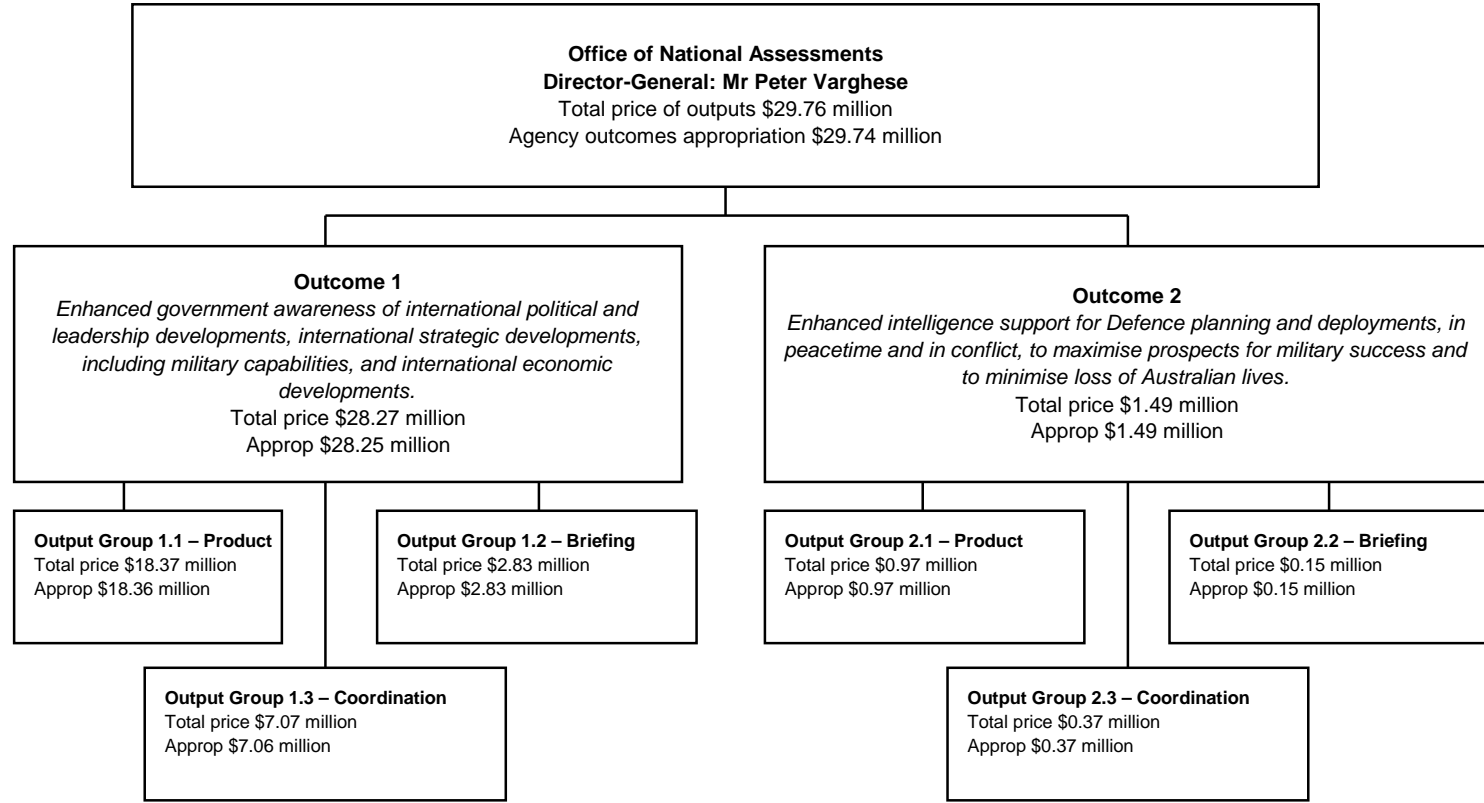 Office of National Assessments
Director-General: Mr Peter Varghese
Total price of outputs $29.76 million
Agency outcomes appropriation $29.74 million
Outcome 1
Enhanced government awareness of international political and
leadership developments, international strategic developments,
including military capabilities, and international economic
developments.
Total price $28.27 million
Approp $28.25 million
Outcome 2
Enhanced intelligence support for Defence planning and deployments, in
peacetime and in conflict, to maximise prospects for military success and
to minimise loss of Australian lives.
Total price $1.49 million
Approp $1.49 million
Output Group 1.1 – Product
Total price $18.37 million
Approp $18.36 million
Output Group 1.2 – Briefing
Total price $2.83 million
Approp $2.83 million
Output Group 2.1 – Product
Total price $0.97 million
Approp $0.97 million
Output Group 2.2 – Briefing
Total price $0.15 million
Approp $0.15 million
Output Group 1.3 – Coordination
Total price $7.07 million
Approp $7.06 million
Output Group 2.3 – Coordination
Total price $0.37 million
Approp $0.37 million